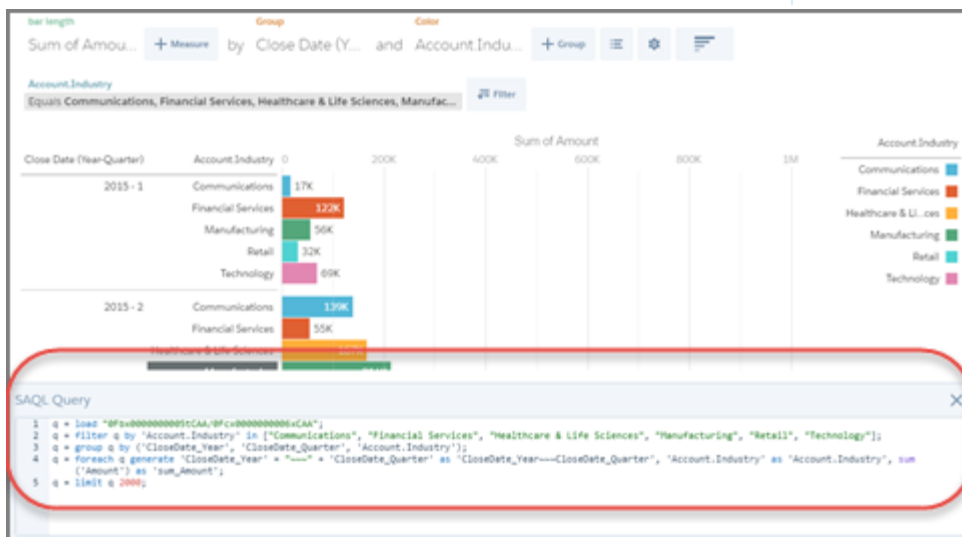 bar length
Group
Color
Sum of Amou...
+ Measure
by
Close Date (Y...
and
Account.Indu...
+ Group
Account.Industry
Equals Communications, Financial Services, Healthcare & Life Sciences, Manufac...
Filter
Sum of Amount
Account.Industry
Close Date (Year-Quarter)
Account.Industry
0
200K
400K
600K
800K
1M
Communications
Financial Services
Healthcare & Li...ces
Manufacturing
Retail
Technology
2015 - 1
Communications
17K
Financial Services
122K
Manufacturing
56K
Retail
32K
Technology
69K
2015 - 2
Communications
139K
Financial Services
55K
Healthcare & Life Sciences
167K
SAQL Query
1 q = load
2 q = filter q by 'Account.Industry' in ["Communications", "Financial Services", "Healthcare & Life Sciences", "Manufacturing", "Retail", "Technology"];
3 q = group q by ('CloseDate_Year', 'CloseDate_Quarter', 'Account.Industry');
4 q = foreach q generate 'CloseDate_Year' + "~~~" + 'CloseDate_Quarter' as 'CloseDate_Year~~~CloseDate_Quarter', 'Account.Industry' as 'Account.Industry', sum
('Amount') as 'sum_Amount';
5 q = limit q 2000;